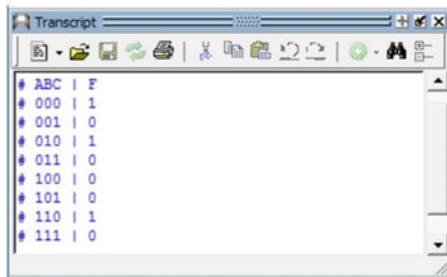 Transcript
# ABC | F
# 000 | 1
# 001 | 0
# 010 | 1
# 011 | 0
# 100 | 0
# 101 | 0
# 110 | 1
# 111 | 0